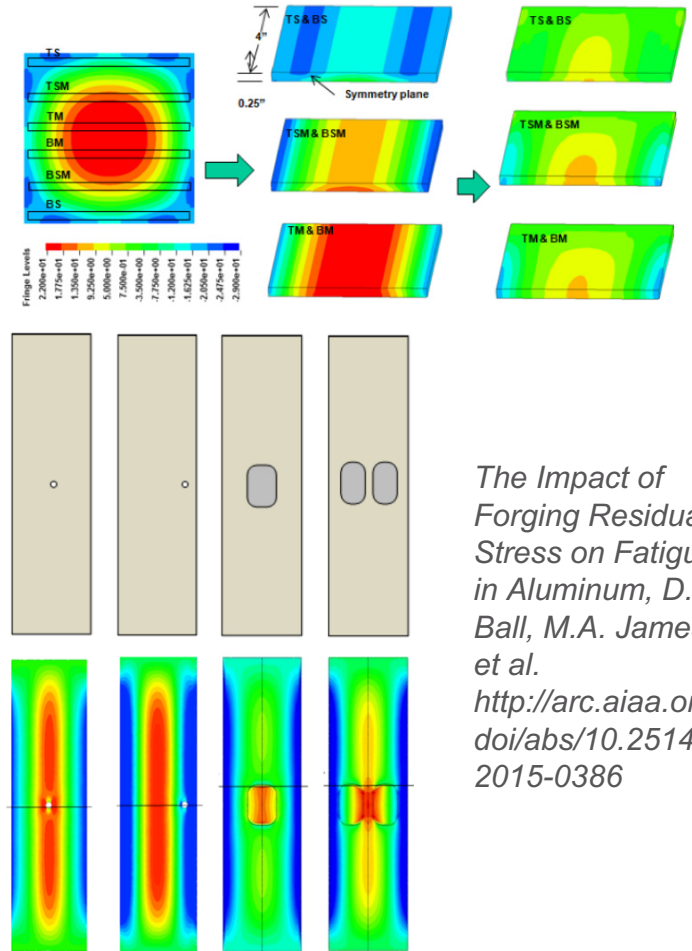 TS
TSM
TM
BM
BSM
BS
TS & BS
4”
0.25”
Symmetry plane
TSM & BSM
TM & BM
TS & BS
TSM & BSM
TM & BM
Fringe Levels
2.200e+01
1.775e+01
1.350e+01
9.250e+00
5.000e+00
7.500e-01
-3.500e+00
-7.750e+00
-1.200e+01
-1.625e+01
-2.050e+01
-2.475e+01
-2.900e+01
The Impact of
Forging Residua
Stress on Fatigu
in Aluminum, D.
Ball, M.A. Jame
et al.
http://arc.aiaa.or
doi/abs/10.2514
2015-0386